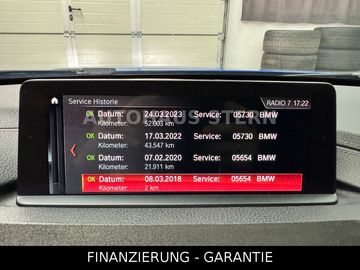 Service Historie RADIO 7 17:22
OK Datum: 24.03.2023 Service: 05730 BMW
Kilometer: 52.003 km
OK Datum: 17.03.2022 Service: 05730 BMW
Kilometer: 43.547 km
OK Datum: 07.02.2020 Service: 05654 BMW
Kilometer: 21.911 km
OK Datum: 08.03.2018 Service: 05654 BMW
Kilometer: 2 km
FINANZIERUNG - GARANTIE